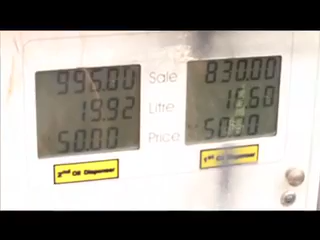 996.00 Sale 830.00
19.92 Litre 16.60
50.00 Price 50.00
2nd Oil Dispenser 1st Oil Dispenser